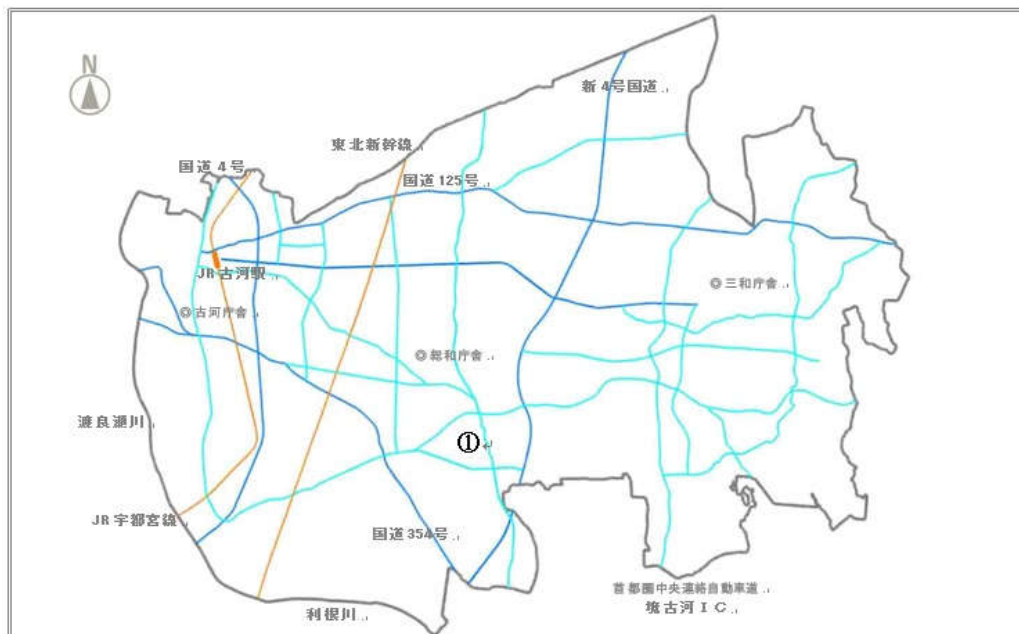 N
新4号国道
東北新幹線
国道4号
国道125号
JR古河駅
◎三和庁舎
◎古河庁舎
◎総和庁舎
渡良瀬川
①
JR宇都宮線
国道354号
首都圏中央連絡自動車道
境古河IC
利根川